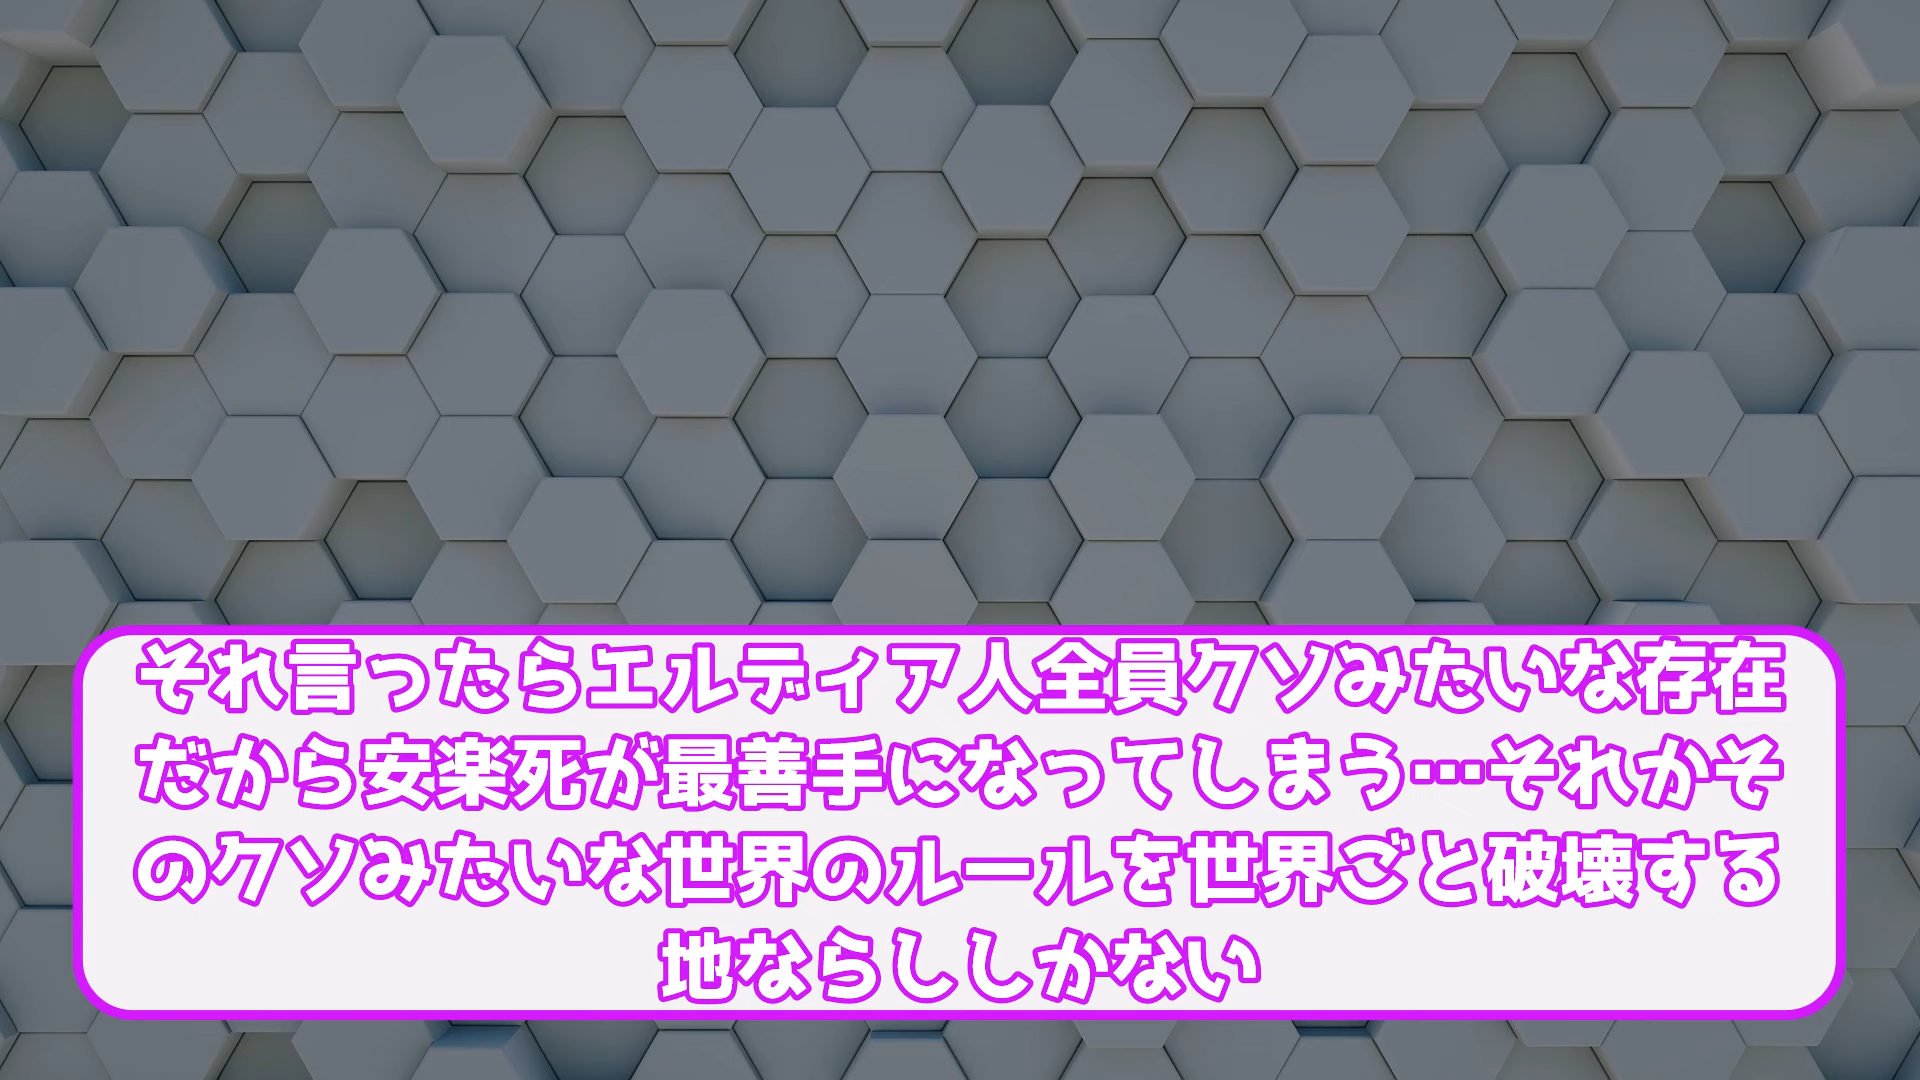 それ言ったらエルディア人全員クソみたいな存在
だから安楽死が最善手になってしまう…それかそ
のクソみたいな世界のルールを世界ごと破壊する
地ならししかない